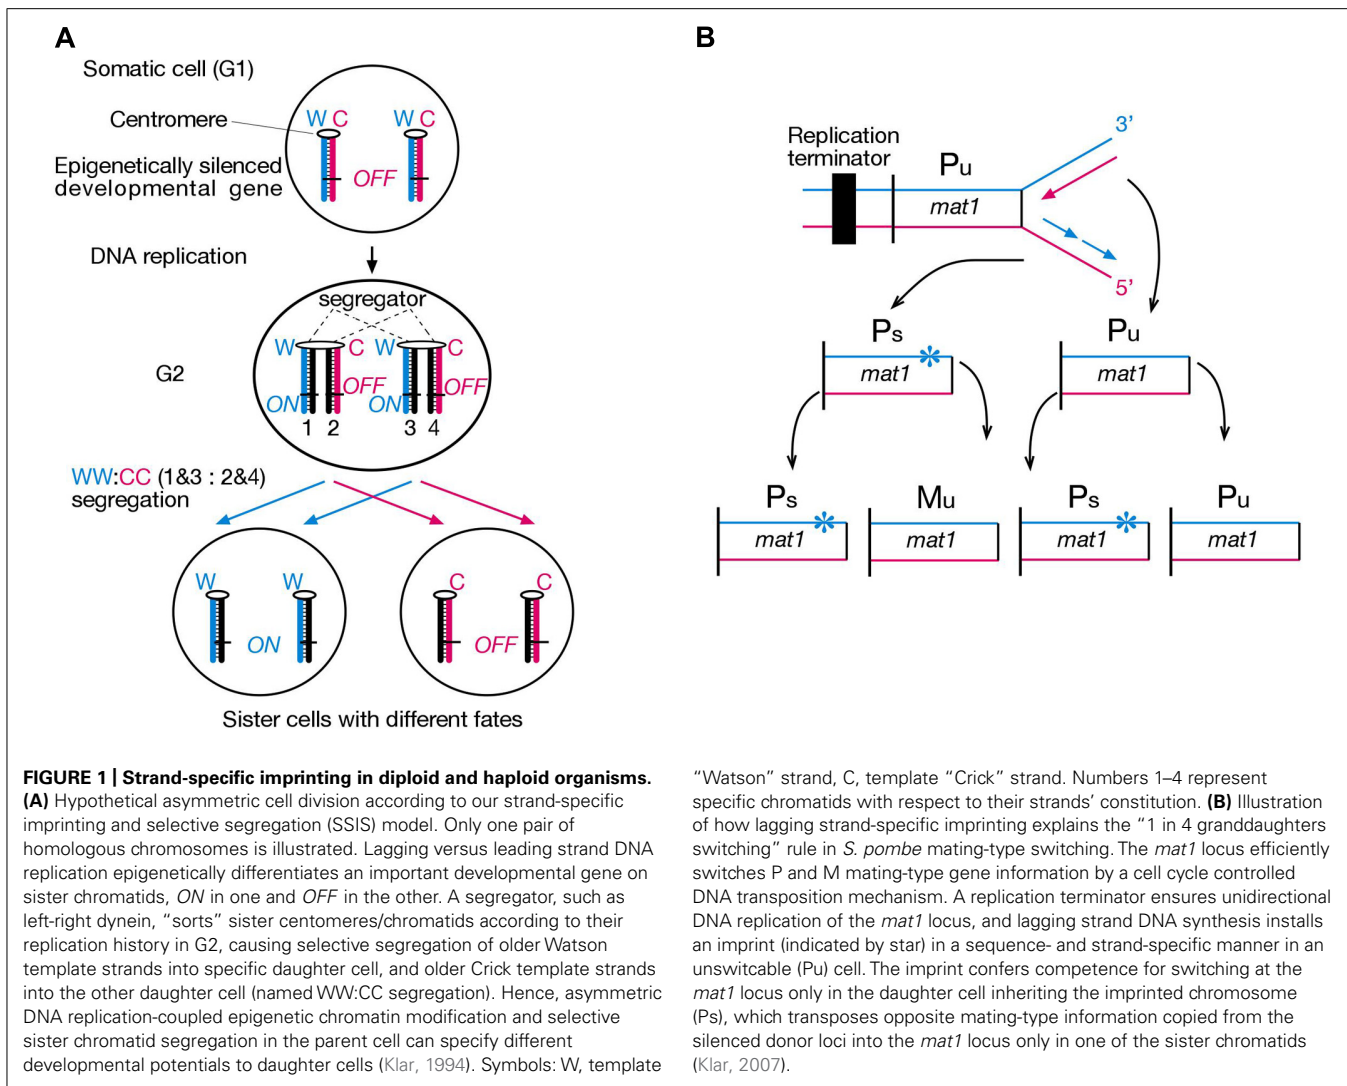 A
Somatic cell (G1)
W C
W C
Centromere
Epigenetically silenced
developmental gene
OFF
DNA replication
segregator
W
C
W
C
G2
OFF
OFF
ON
ON
1 2
3 4
WW:CC (1&3 : 2&4)
segregation
W
W
C
C
ON
OFF
Sister cells with different fates
B
3’
Replication
terminator
Pu
mat1
5’
Ps
Pu
*
mat1
mat1
Ps
Mu
Ps
Pu
*
*
mat1
mat1
mat1
mat1
FIGURE 1 | Strand-specific imprinting in diploid and haploid organisms.
(A) Hypothetical asymmetric cell division according to our strand-specific
imprinting and selective segregation (SSIS) model. Only one pair of
homologous chromosomes is illustrated. Lagging versus leading strand DNA
replication epigenetically differentiates an important developmental gene on
sister chromatids, ON in one and OFF in the other. A segregator, such as
left-right dynein, “sorts” sister centomeres/chromatids according to their
replication history in G2, causing selective segregation of older Watson
template strands into specific daughter cell, and older Crick template strands
into the other daughter cell (named WW:CC segregation). Hence, asymmetric
DNA replication-coupled epigenetic chromatin modification and selective
sister chromatid segregation in the parent cell can specify different
developmental potentials to daughter cells (Klar, 1994). Symbols: W, template
“Watson” strand, C, template “Crick” strand. Numbers 1–4 represent
specific chromatids with respect to their strands’ constitution. (B) Illustration
of how lagging strand-specific imprinting explains the “1 in 4 granddaughters
switching” rule in S. pombe mating-type switching. The mat1 locus efficiently
switches P and M mating-type gene information by a cell cycle controlled
DNA transposition mechanism. A replication terminator ensures unidirectional
DNA replication of the mat1 locus, and lagging strand DNA synthesis installs
an imprint (indicated by star) in a sequence- and strand-specific manner in an
unswitcable (Pu) cell. The imprint confers competence for switching at the
mat1 locus only in the daughter cell inheriting the imprinted chromosome
(Ps), which transposes opposite mating-type information copied from the
silenced donor loci into the mat1 locus only in one of the sister chromatids
(Klar, 2007).